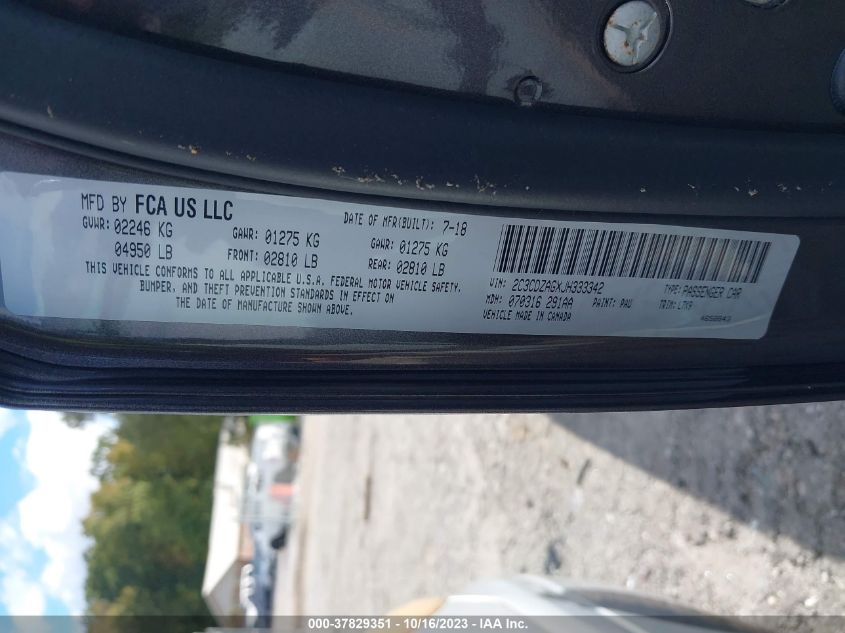 MFD BY FCA US LLC
DATE OF MFR(BUILT): 7-18
GVWR: 02246 KG
04950 LB
GAWR: 01275 KG
FRONT: 02810 LB
GAWR: 01275 KG
REAR: 02810 LB
THIS VEHICLE CONFORMS TO ALL APPLICABLE U.S.A. FEDERAL MOTOR VEHICLE SAFETY,
BUMPER, AND THEFT PREVENTION STANDARDS IN EFFECT ON
THE DATE OF MANUFACTURE SHOWN ABOVE.
VIN: 2C3CDZAGXJH333342
TYPE: PASSENGER CAR
MDH: 070316 291AA
PAINT: PAU
TRIM: LTX9
VEHICLE MADE IN CANADA
000-37829351 - 10/16/2023 - IAA Inc.